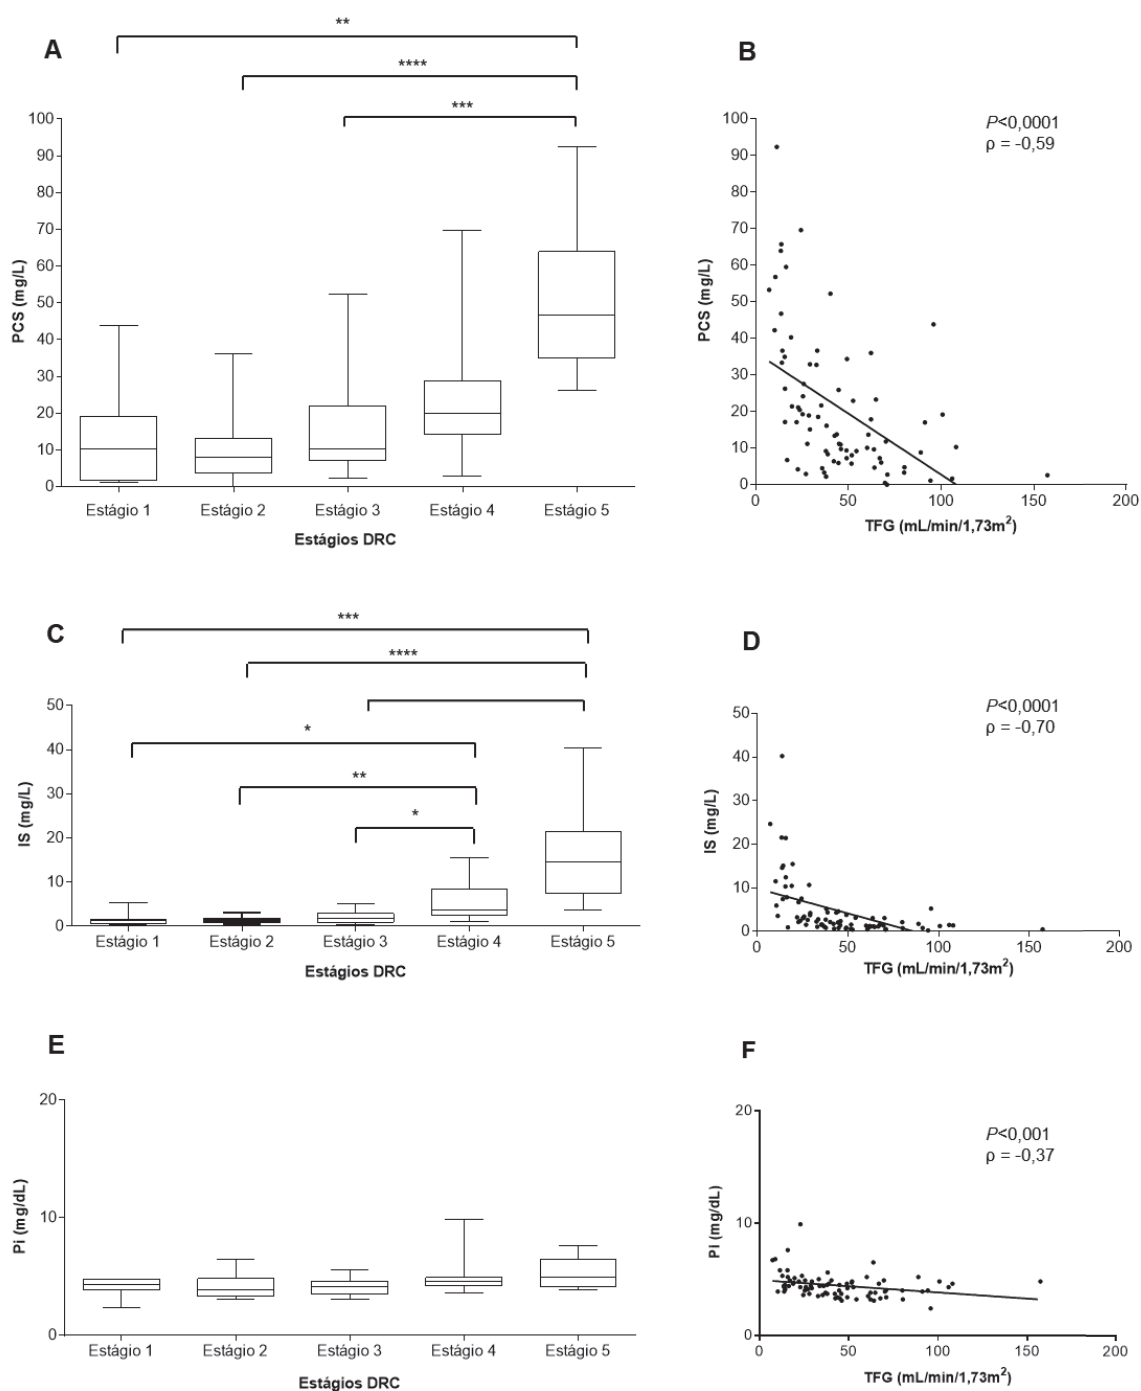 A
**
****
***
PCS (mg/L)
100
90
80
70
60
50
40
30
20
10
0
Estágio 1 Estágio 2 Estágio 3 Estágio 4 Estágio 5
Estágios DRC
B
P<0,0001
ρ = -0,59
PCS (mg/L)
100
90
80
70
60
50
40
30
20
10
0
0 50 100 150 200
TFG (mL/min/1,73m²)
C
***
****
*
**
*
IS (mg/L)
50
40
30
20
10
0
Estágio 1 Estágio 2 Estágio 3 Estágio 4 Estágio 5
Estágios DRC
D
P<0,0001
ρ = -0,70
IS (mg/L)
50
40
30
20
10
0
0 50 100 150 200
TFG (mL/min/1,73m²)
E
Pi (mg/dL)
20
10
0
Estágio 1 Estágio 2 Estágio 3 Estágio 4 Estágio 5
Estágios DRC
F
P<0,001
ρ = -0,37
Pi (mg/dL)
20
10
0
0 50 100 150 200
TFG (mL/min/1,73m²)